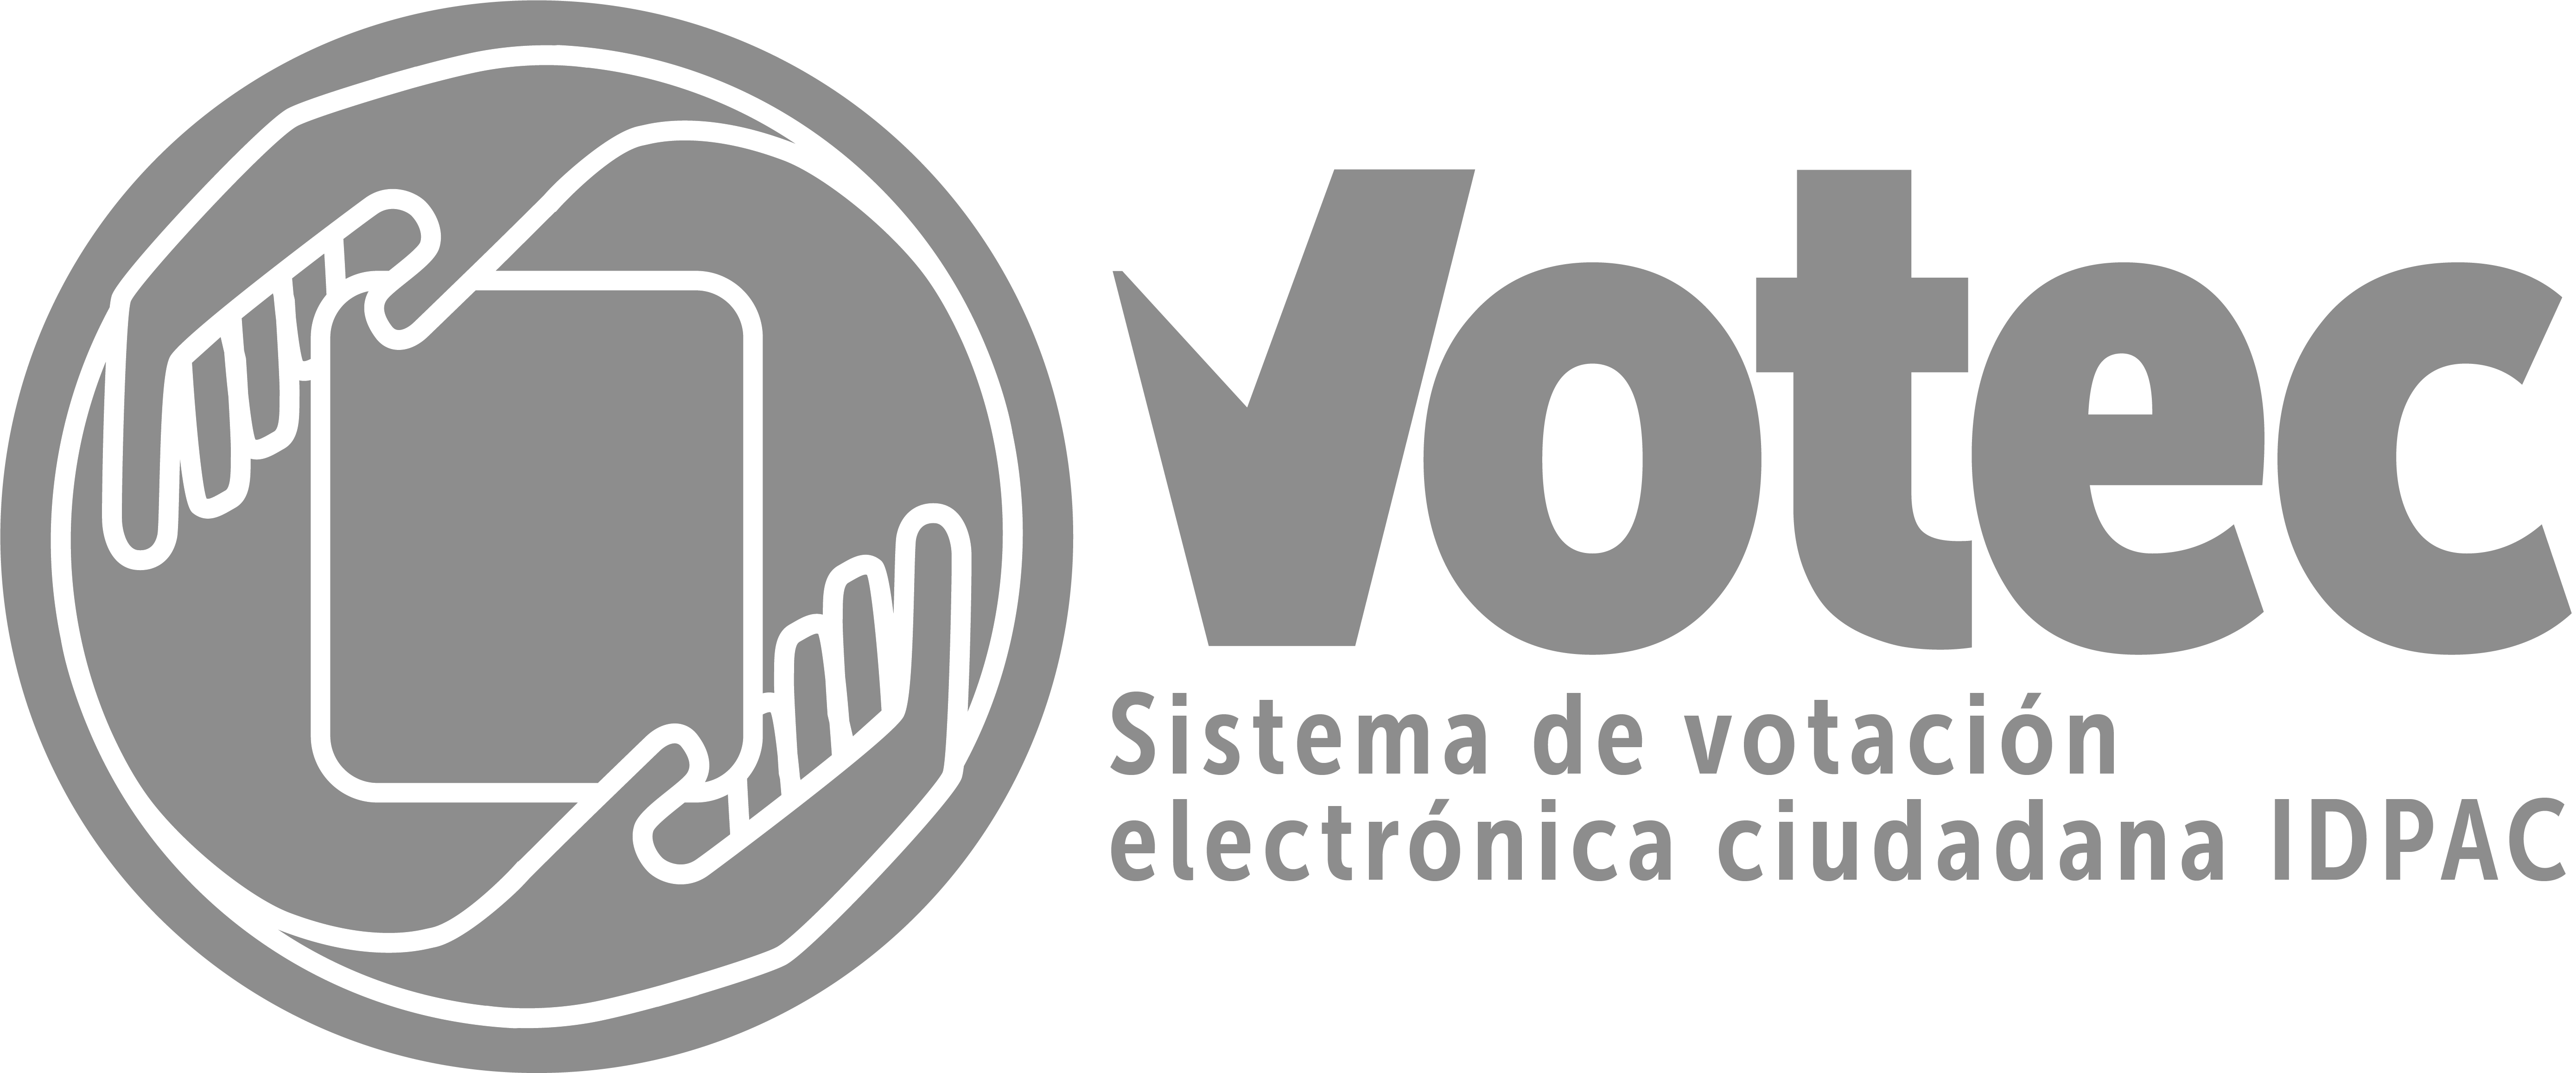 Votec
Sistema de votación
electrónica ciudadana IDPAC